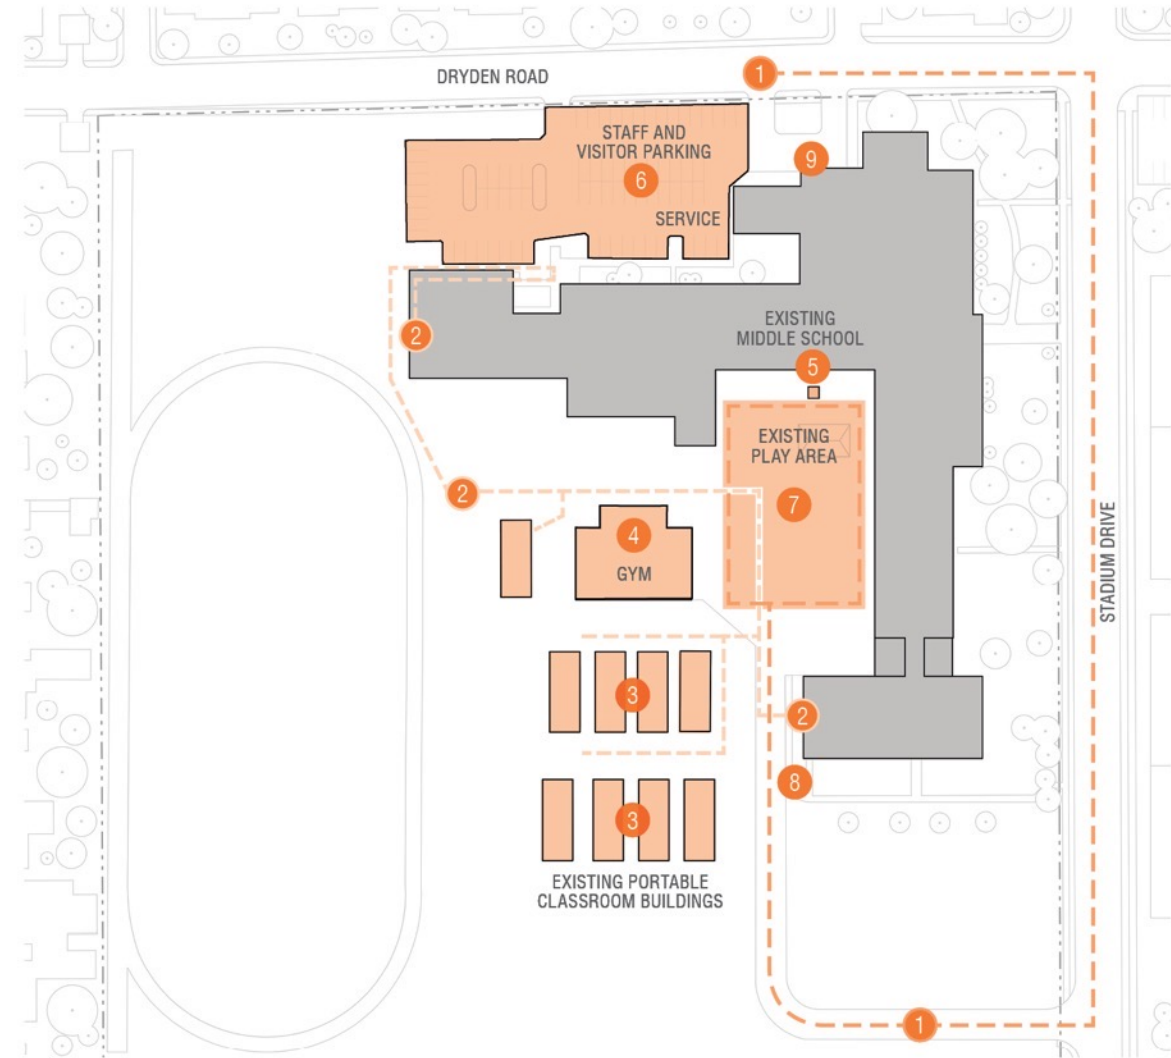 DRYDEN ROAD
1
STAFF AND
VISITOR PARKING
6
SERVICE
9
2
EXISTING
MIDDLE SCHOOL
5
EXISTING
PLAY AREA
7
2
4
GYM
STADIUM DRIVE
3
2
8
3
EXISTING PORTABLE
CLASSROOM BUILDINGS
1